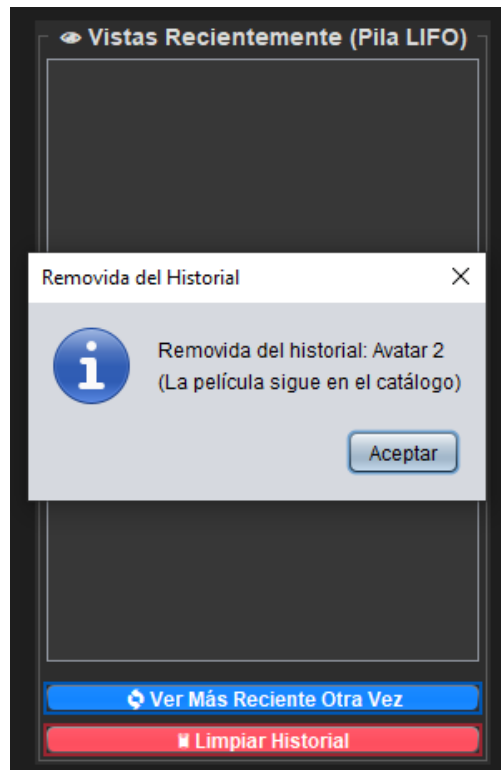 Vistas Recientemente (Pila LIFO)
Removida del Historial
Removida del historial: Avatar 2
(La película sigue en el catálogo)
Aceptar
Ver Más Reciente Otra Vez
Limpiar Historial